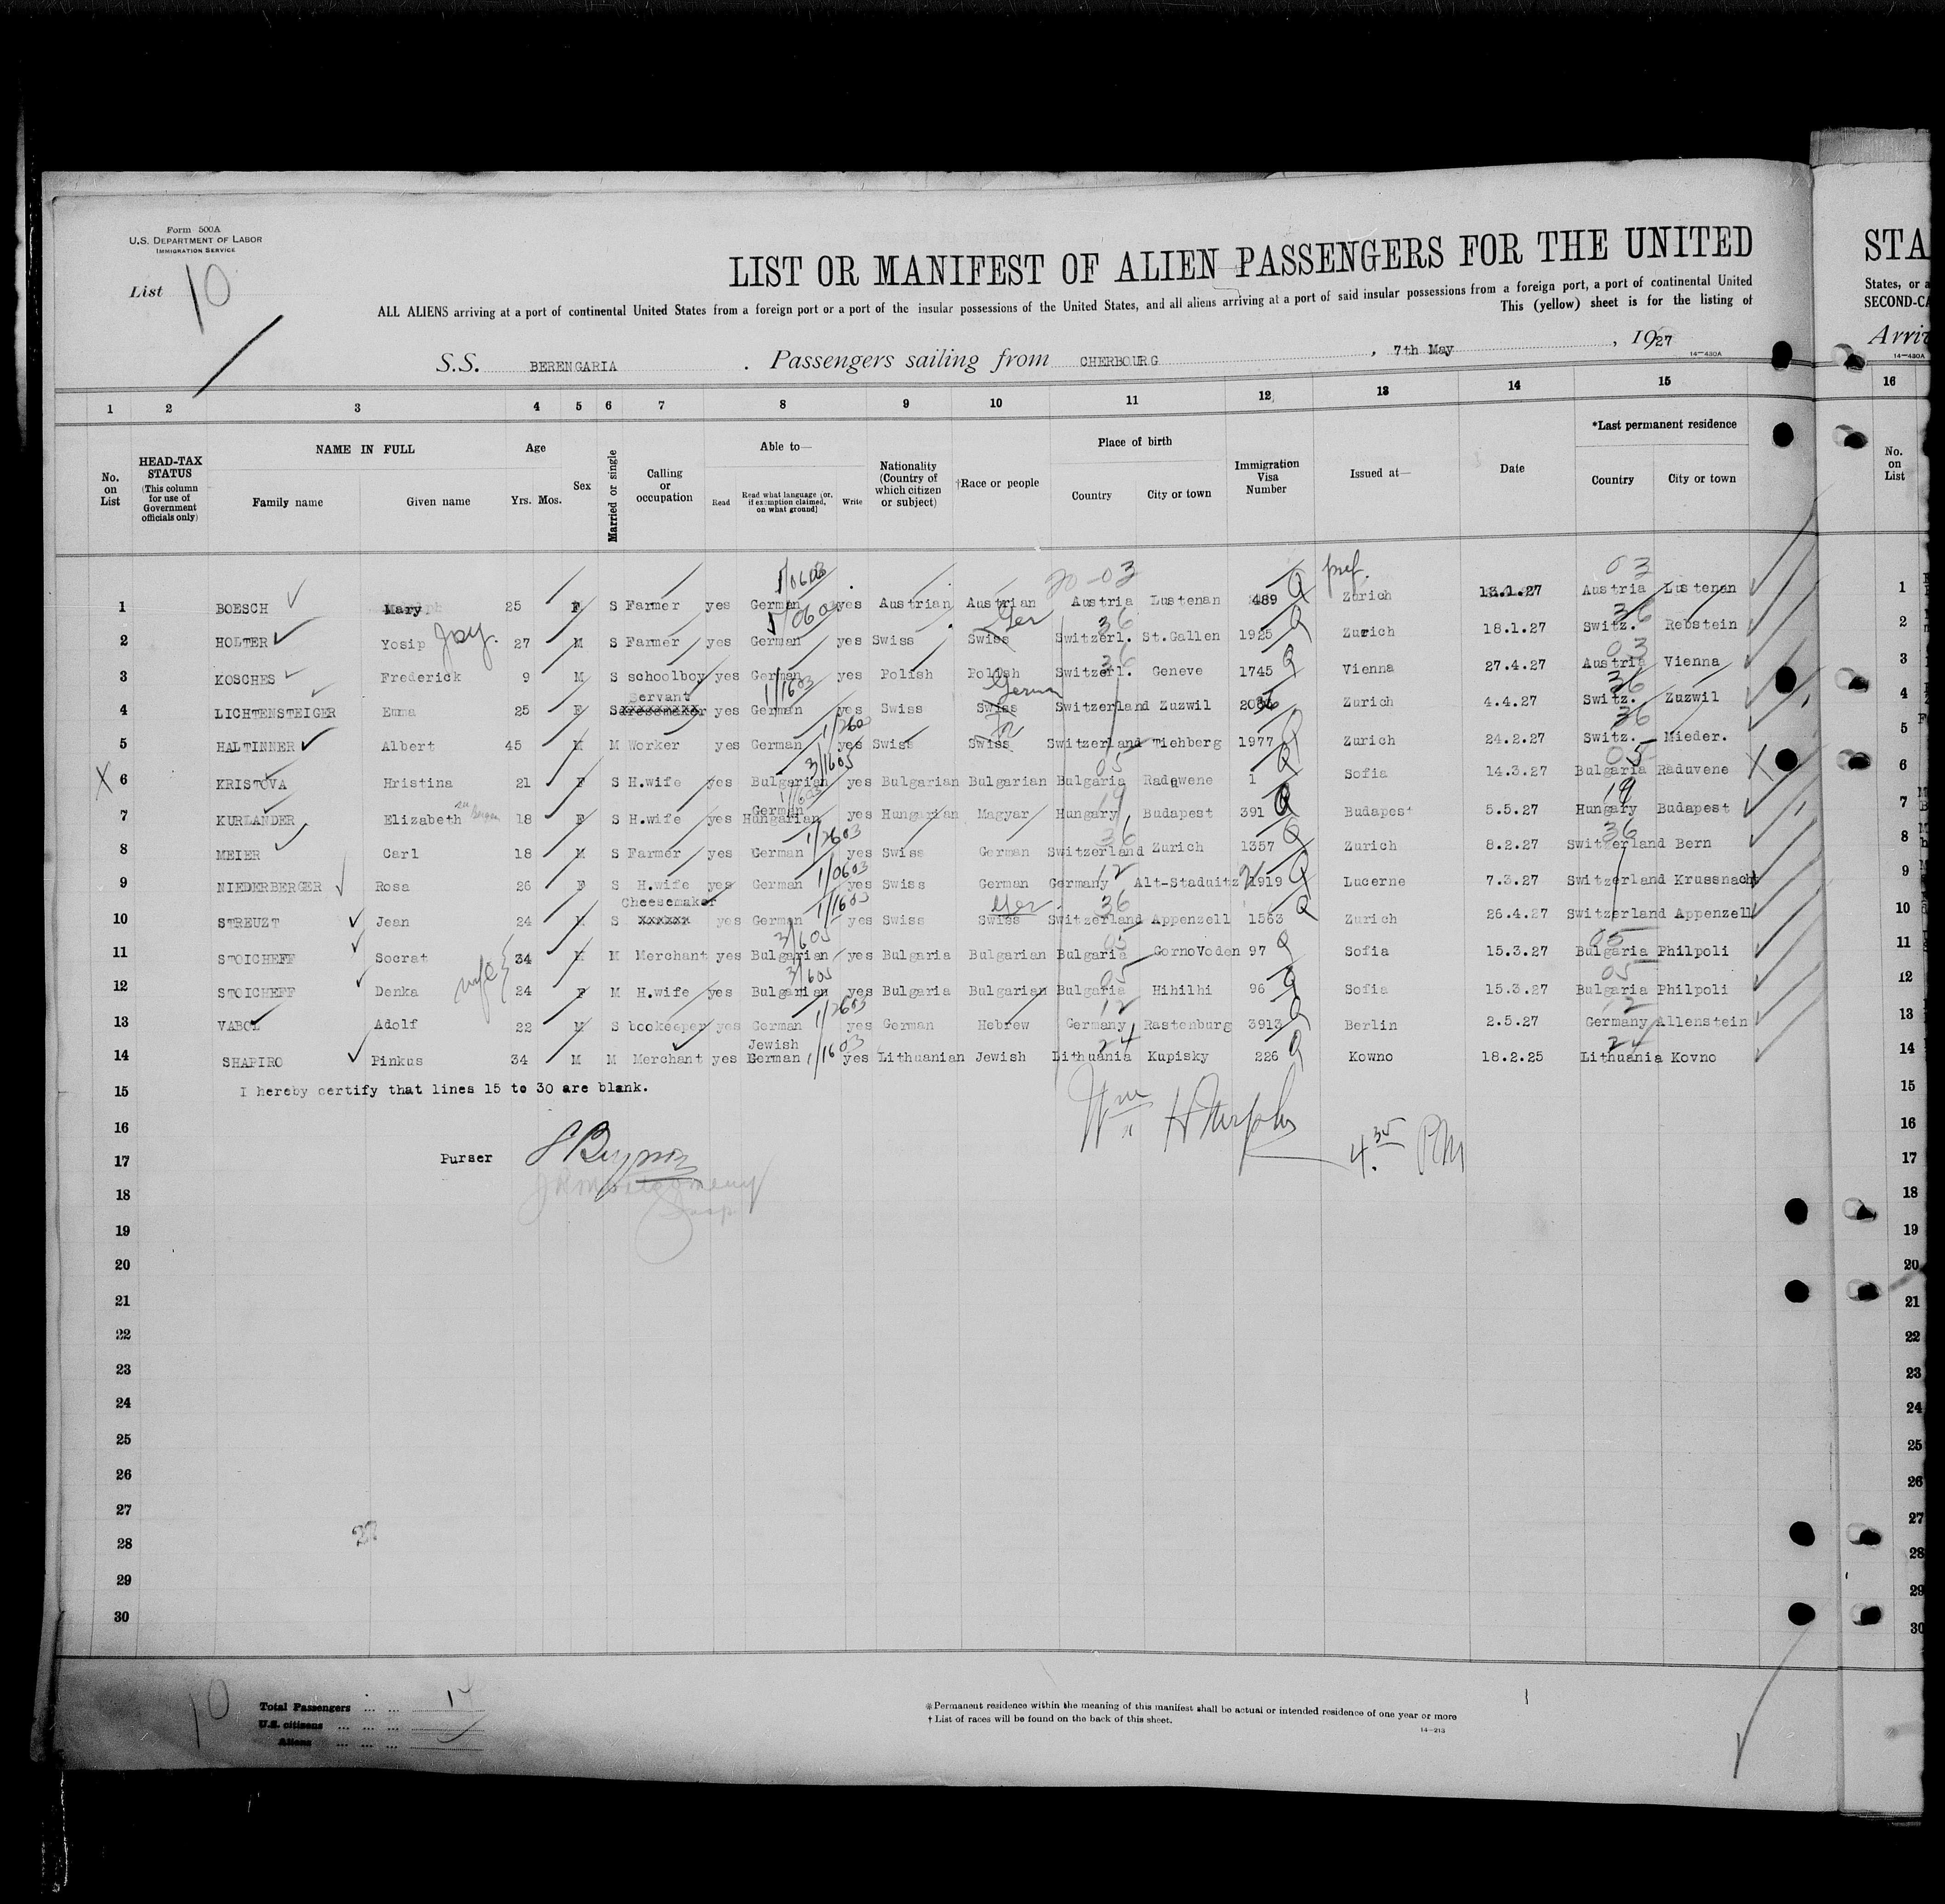 Form 500A
U.S. DEPARTMENT OF LABOR
IMMIGRATION SERVICE
List 10
LIST OR MANIFEST OF ALIEN PASSENGERS FOR THE UNITED
ALL ALIENS arriving at a port of continental United States from a foreign port or a port of the insular possessions of the United States, and all aliens arriving at a port of said insular possessions from a foreign port, a port of continental United
This (yellow) sheet is for the listing of
S.S. BERENGARIA . Passengers sailing from CHERBOURG , 7th May , 1927
14—430A
1 2 3 4 5 6 7 8 9 10 11 12 13 14 15
No. on List
HEAD-TAX STATUS (This column for use of Government officials only)
NAME IN FULL
Family name Given name
Age
Yrs. Mos.
Sex
Married or single
Calling or occupation
Able to—
Read Read what language [or, if exemption claimed, on what ground] Write
Nationality (Country of which citizen or subject)
†Race or people
Place of birth
Country City or town
Immigration Visa Number
Issued at—
Date
*Last permanent residence
Country City or town
1 BOESCH Mary 25 F S Farmer yes German yes Austrian Austrian Austria Lustenan 489 Zurich 13.1.27 Austria Lustenan
2 HOLTER Yosip 27 M S Farmer yes German yes Swiss Swiss Ger Switzerl. St.Gallen 1925 Zurich 18.1.27 Switz. Rebstein
3 KOSCHES Frederick 9 M S schoolboy yes German yes Polish Polish Switzerl. Geneve 1745 Vienna 27.4.27 Austria Vienna
4 LICHTENSTEIGER Emma 25 F S Servant yes German yes Swiss Swiss German Switzerland Zuzwil Zurich 4.4.27 Switz. Zuzwil
5 HALTINNER Albert 45 M M Worker yes German yes Swiss Swiss Switzerland Tichberg 1977 Zurich 24.2.27 Switz. Mieder.
X 6 KRISTOVA Hristina 21 F S H.wife yes Bulgarian yes Bulgarian Bulgarian Bulgaria Radqwene 1 Sofia 14.3.27 Bulgaria Raduvene X
7 KURLANDER Elizabeth 18 F S H.wife yes German Hungarian yes Hungarian Magyar Hungary Budapest 391 Budapest 5.5.27 Hungary Budapest
8 MEIER Carl 18 M S Farmer yes German yes Swiss German Switzerland Zurich 1357 Zurich 8.2.27 Switzerland Bern
9 NIEDERBERGER Rosa 26 F S H.wife yes German yes Swiss German Germany Alt-Staduitz 1919 Lucerne 7.3.27 Switzerland Krussnacht
10 STREUZT Jean 24 M S Cheesemaker xxxxxx yes German yes Swiss Swiss Ger Switzerland Appenzell 1563 Zurich 26.4.27 Switzerland Appenzell
11 STOICHEFF Socrat 34 M M Merchant yes Bulgarian yes Bulgaria Bulgarian Bulgaria GornoVoden 97 Sofia 15.3.27 Bulgaria Philpoli
12 STOICHEFF Denka wife 24 F M H.wife yes Bulgarian yes Bulgaria Bulgarian Bulgaria Hihilhi 96 Sofia 15.3.27 Bulgaria Philpoli
13 VABOL Adolf 22 M S bookeeper yes German yes German Hebrew Germany Rastenburg 3913 Berlin 2.5.27 Germany Allenstein
14 SHAPIRO Pinkus 34 M M Merchant yes Jewish German yes Lithuanian Jewish Lithuania Kupisky 226 Kowno 18.2.25 Lithuania Kovno
15 I hereby certify that lines 15 to 30 are blank.
16
17 Purser
4.35 PM
18
19
20
21
22
23
24
25
26
27
28
29
30
10
Total Passengers ... ... 14
U.S. citizens ... ... ...
Aliens ... ... ...
*Permanent residence within the meaning of this manifest shall be actual or intended residence of one year or more
† List of races will be found on the back of this sheet.
14—213
STA
States, or a
SECOND-CA
Arriv
14—430A
16
No. on List
1
2
3
4
5
6
7
8
9
10
11
12
13
14
15
16
17
18
19
20
21
22
23
24
25
26
27
28
29
30